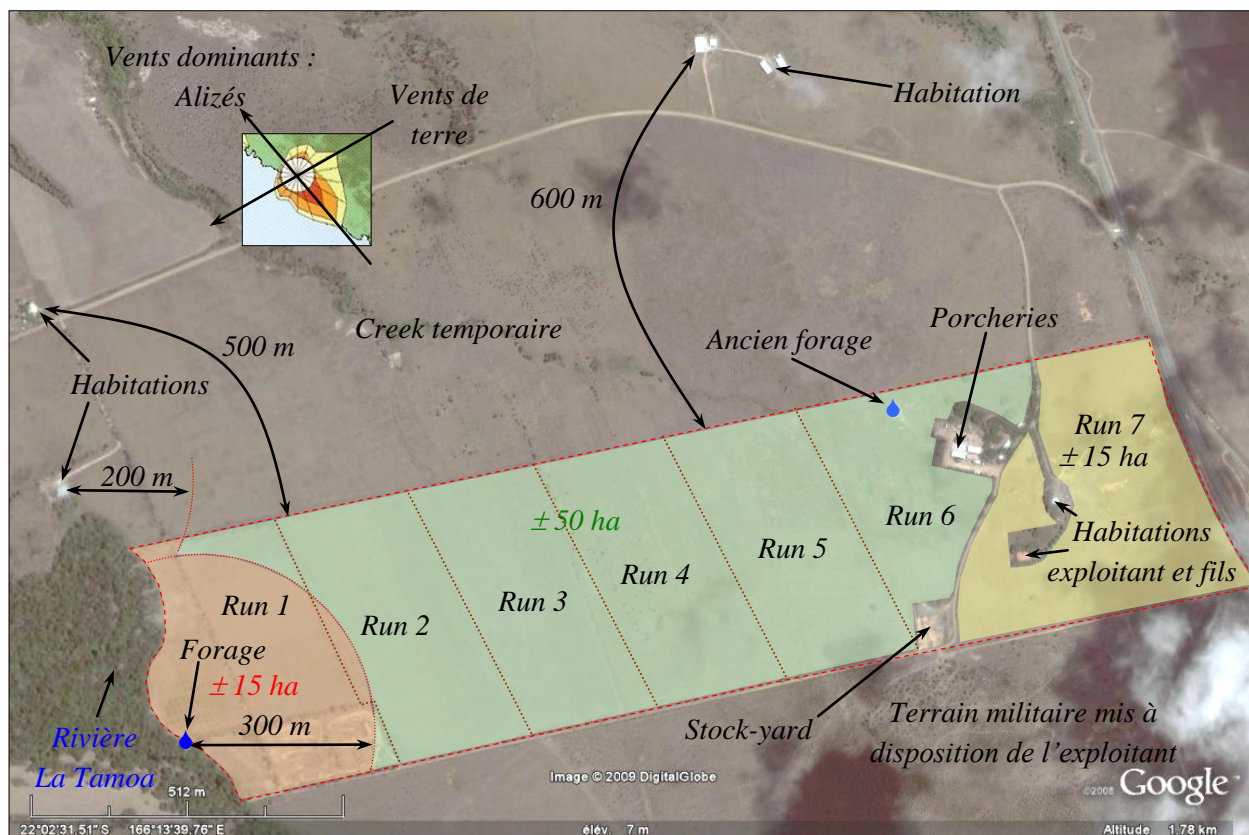 Vents dominants :
Alizés
Vents de
terre
Habitation
600 m
Creek temporaire
500 m
Habitations
200 m
Ancien forage
Porcheries
Run 7
± 15 ha
± 50 ha
Run 6
Run 5
Run 4
Run 3
Run 2
Run 1
Habitations
exploitant et fils
Forage
± 15 ha
300 m
Rivière
La Tamoa
Stock-yard
Terrain militaire mis à
disposition de l'exploitant
Image © 2009 DigitalGlobe
©2008 Google™
512 m
22°02'31.51" S 166°13'39.76" E
élév. 7 m
Altitude 1.78 km